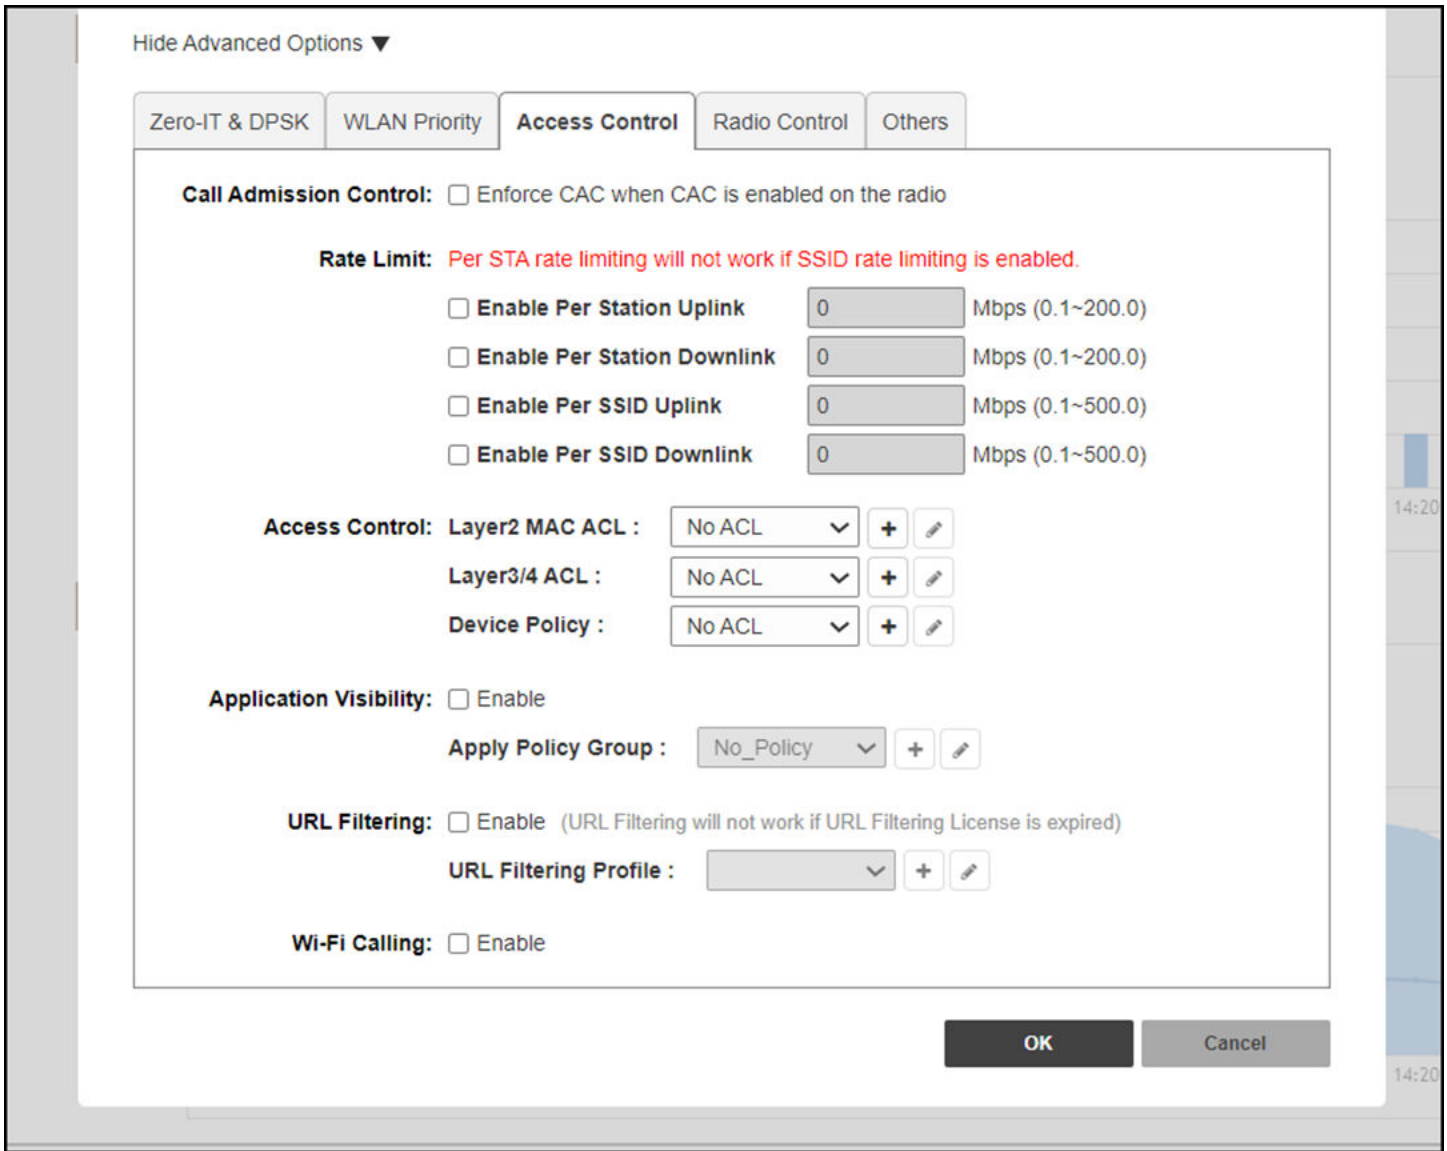 Hide Advanced Options ▼
Zero-IT & DPSK WLAN Priority Access Control Radio Control Others
Call Admission Control: Enforce CAC when CAC is enabled on the radio
Rate Limit: Per STA rate limiting will not work if SSID rate limiting is enabled.
Enable Per Station Uplink 0 Mbps (0.1~200.0)
Enable Per Station Downlink 0 Mbps (0.1~200.0)
Enable Per SSID Uplink 0 Mbps (0.1~500.0)
Enable Per SSID Downlink 0 Mbps (0.1~500.0)
14:20
Access Control: Layer2 MAC ACL : No ACL
Layer3/4 ACL : No ACL
Device Policy : No ACL
Application Visibility: Enable
Apply Policy Group : No_Policy
URL Filtering: Enable (URL Filtering will not work if URL Filtering License is expired)
URL Filtering Profile :
Wi-Fi Calling: Enable
OK Cancel
14:20